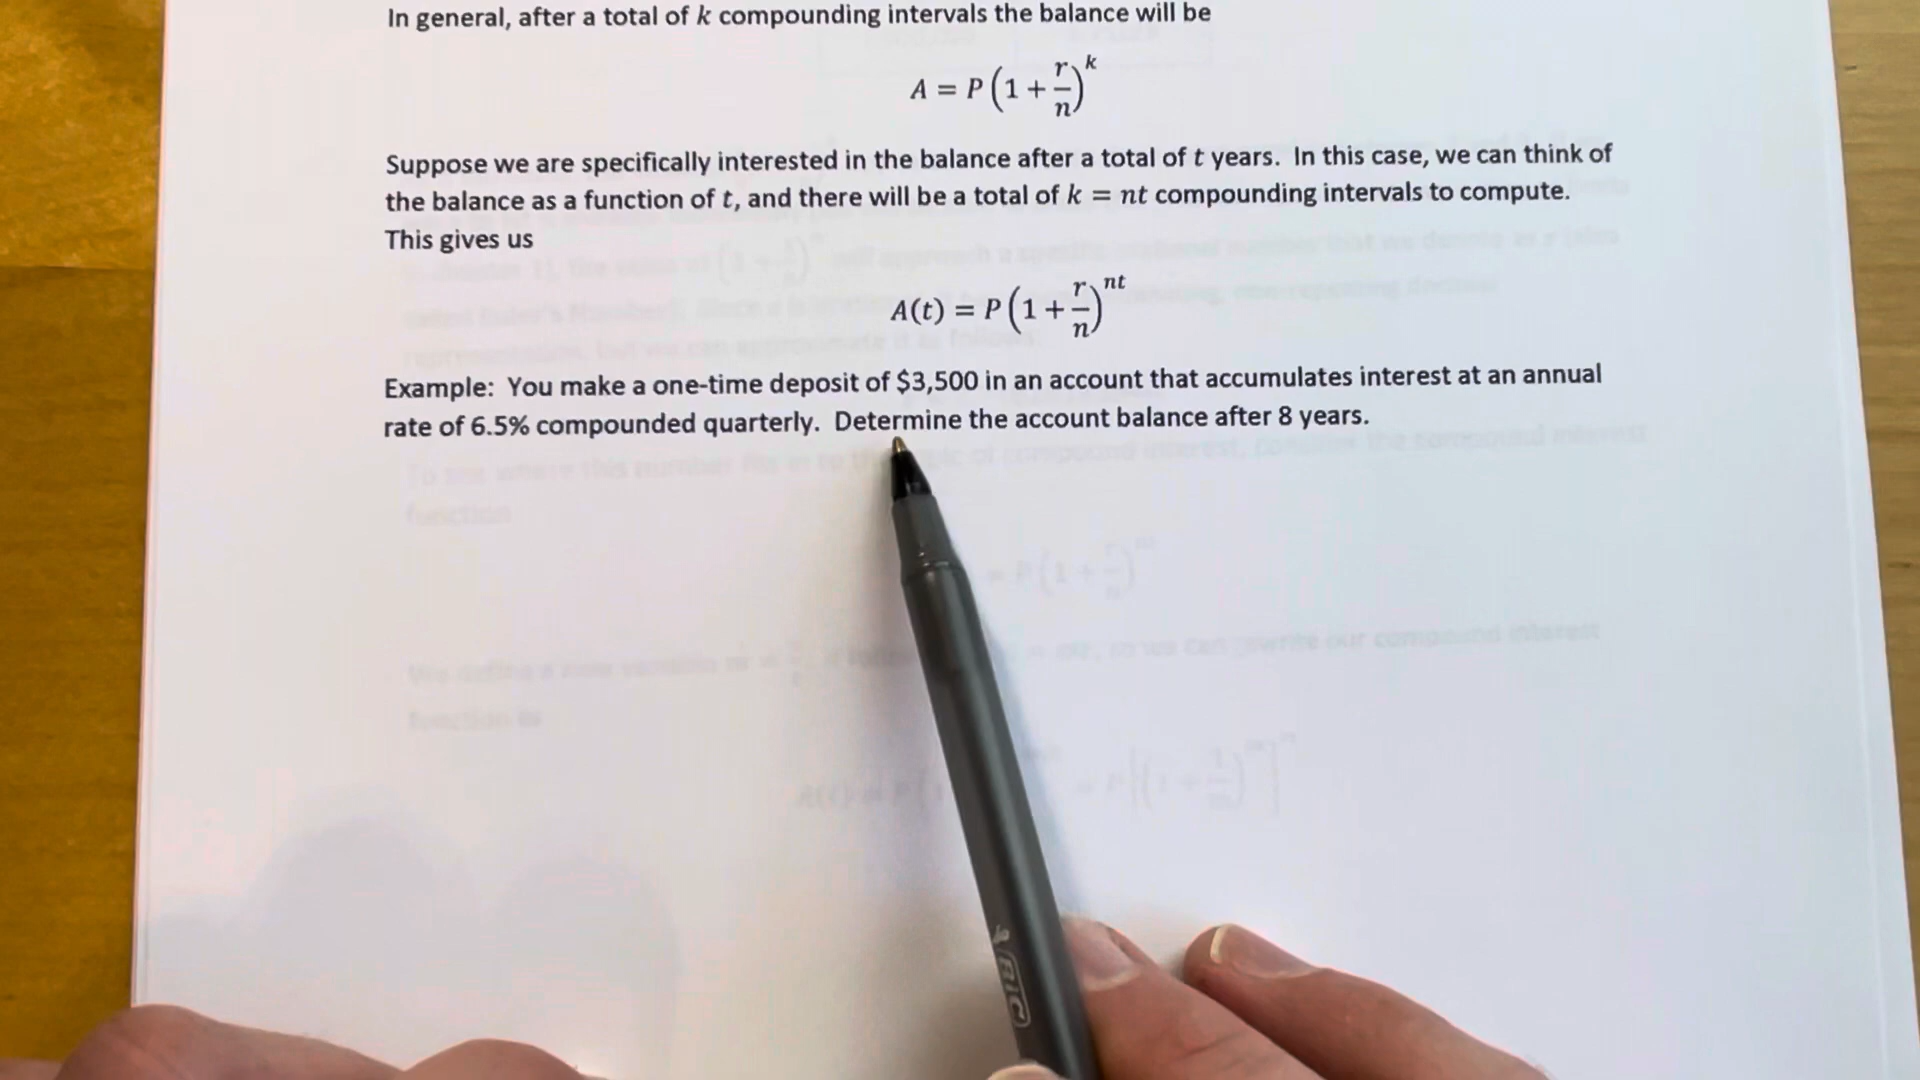 In general, after a total of k compounding intervals the balance will be
A = P(1 + r/n)^k
Suppose we are specifically interested in the balance after a total of t years. In this case, we can think of
the balance as a function of t, and there will be a total of k = nt compounding intervals to compute.
This gives us
A(t) = P(1 + r/n)^nt
Example: You make a one-time deposit of $3,500 in an account that accumulates interest at an annual
rate of 6.5% compounded quarterly. Determine the account balance after 8 years.
BIC